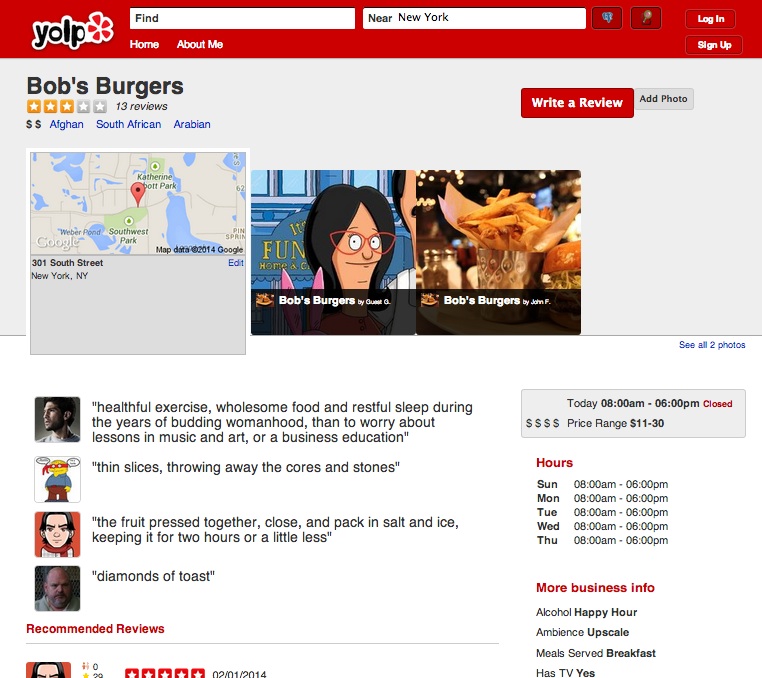 yolp
Find
Near New York
Log In
Home About Me
Sign Up
Bob's Burgers
13 reviews
$ $ Afghan South African Arabian
Write a Review
Add Photo
Katherine
bott Park
62
Weber Pond
Southwest
Park
SPIN
Google
Map data ©2014 Google
301 South Street
Edit
New York, NY
FUN
Bob's Burgers by Guest G.
Bob's Burgers by John F.
See all 2 photos
"healthful exercise, wholesome food and restful sleep during
the years of budding womanhood, than to worry about
lessons in music and art, or a business education"
"thin slices, throwing away the cores and stones"
"the fruit pressed together, close, and pack in salt and ice,
keeping it for two hours or a little less"
"diamonds of toast"
Recommended Reviews
0
29
02/01/2014
Today 08:00am - 06:00pm Closed
$ $ $ $ Price Range $11-30
Hours
Sun 08:00am - 06:00pm
Mon 08:00am - 06:00pm
Tue 08:00am - 06:00pm
Wed 08:00am - 06:00pm
Thu 08:00am - 06:00pm
More business info
Alcohol Happy Hour
Ambience Upscale
Meals Served Breakfast
Has TV Yes